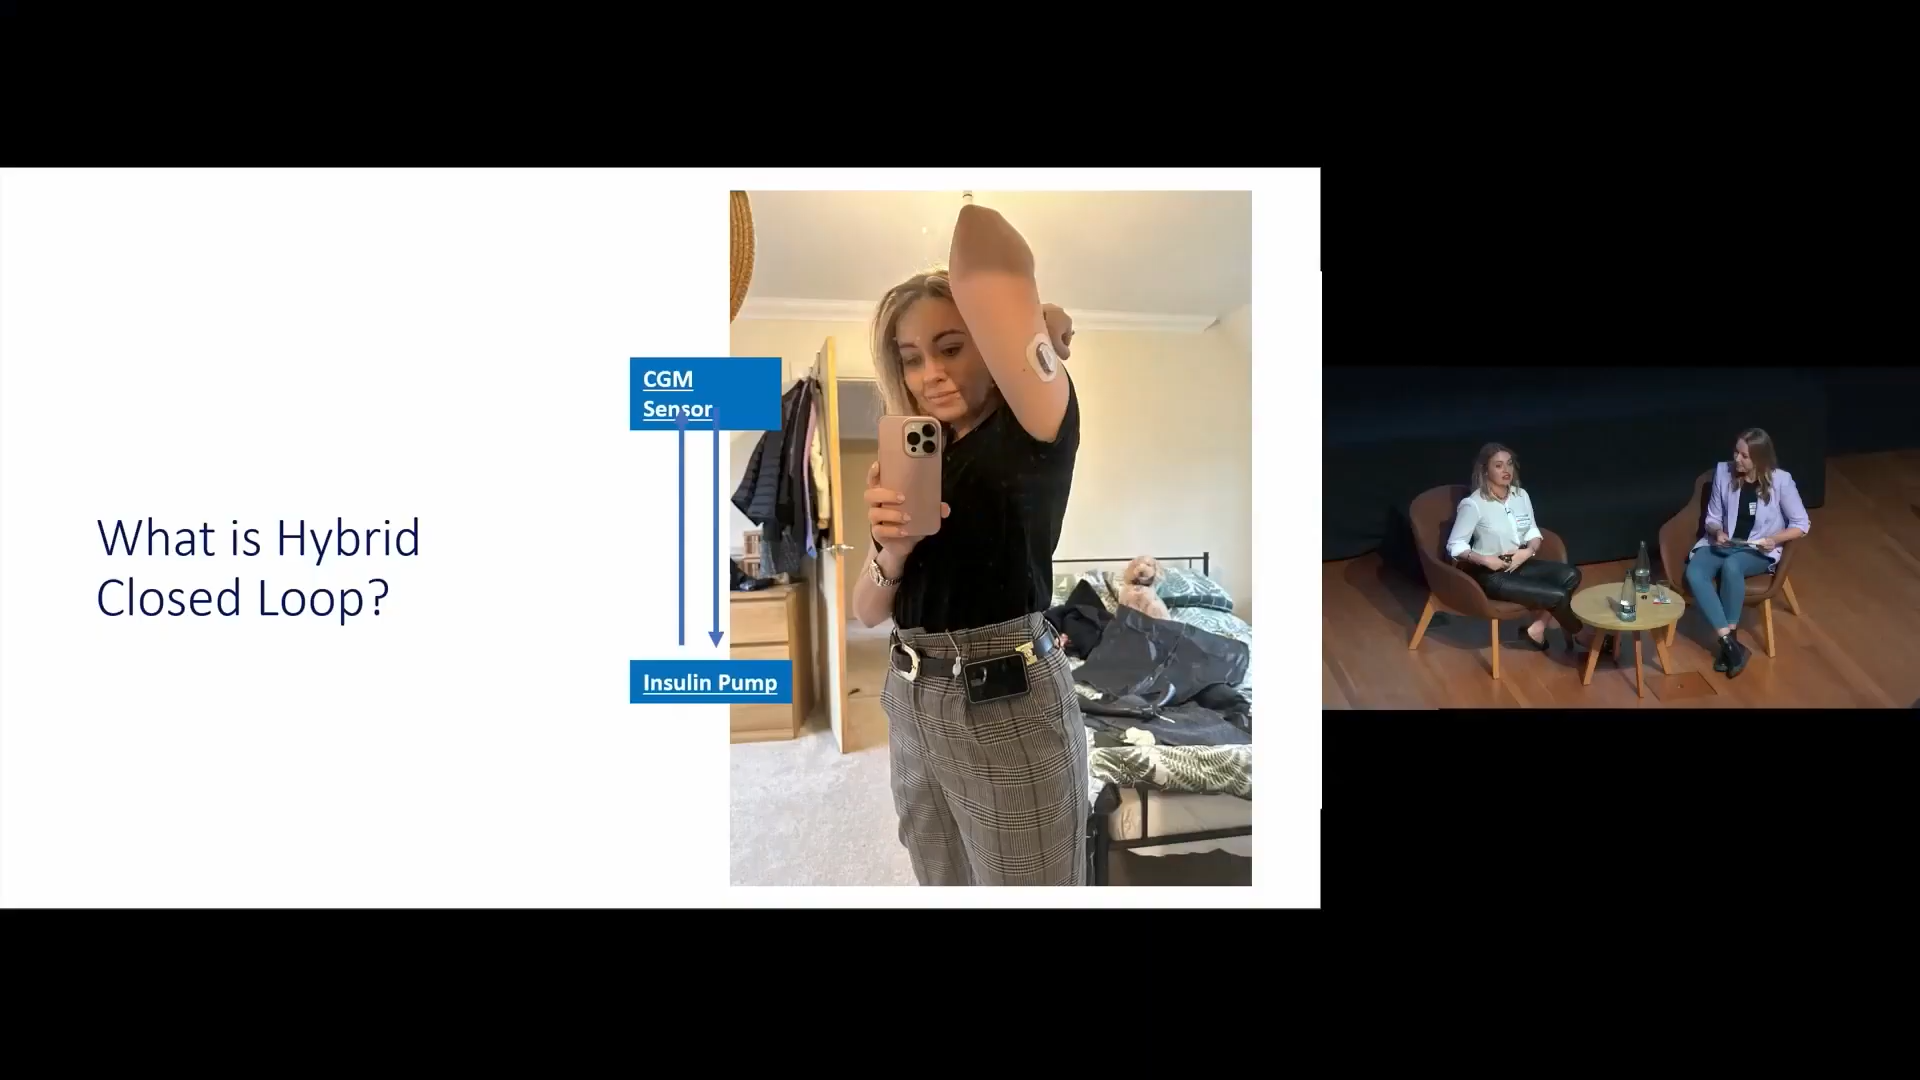 What is Hybrid
Closed Loop?
CGM
Sensor
Insulin Pump